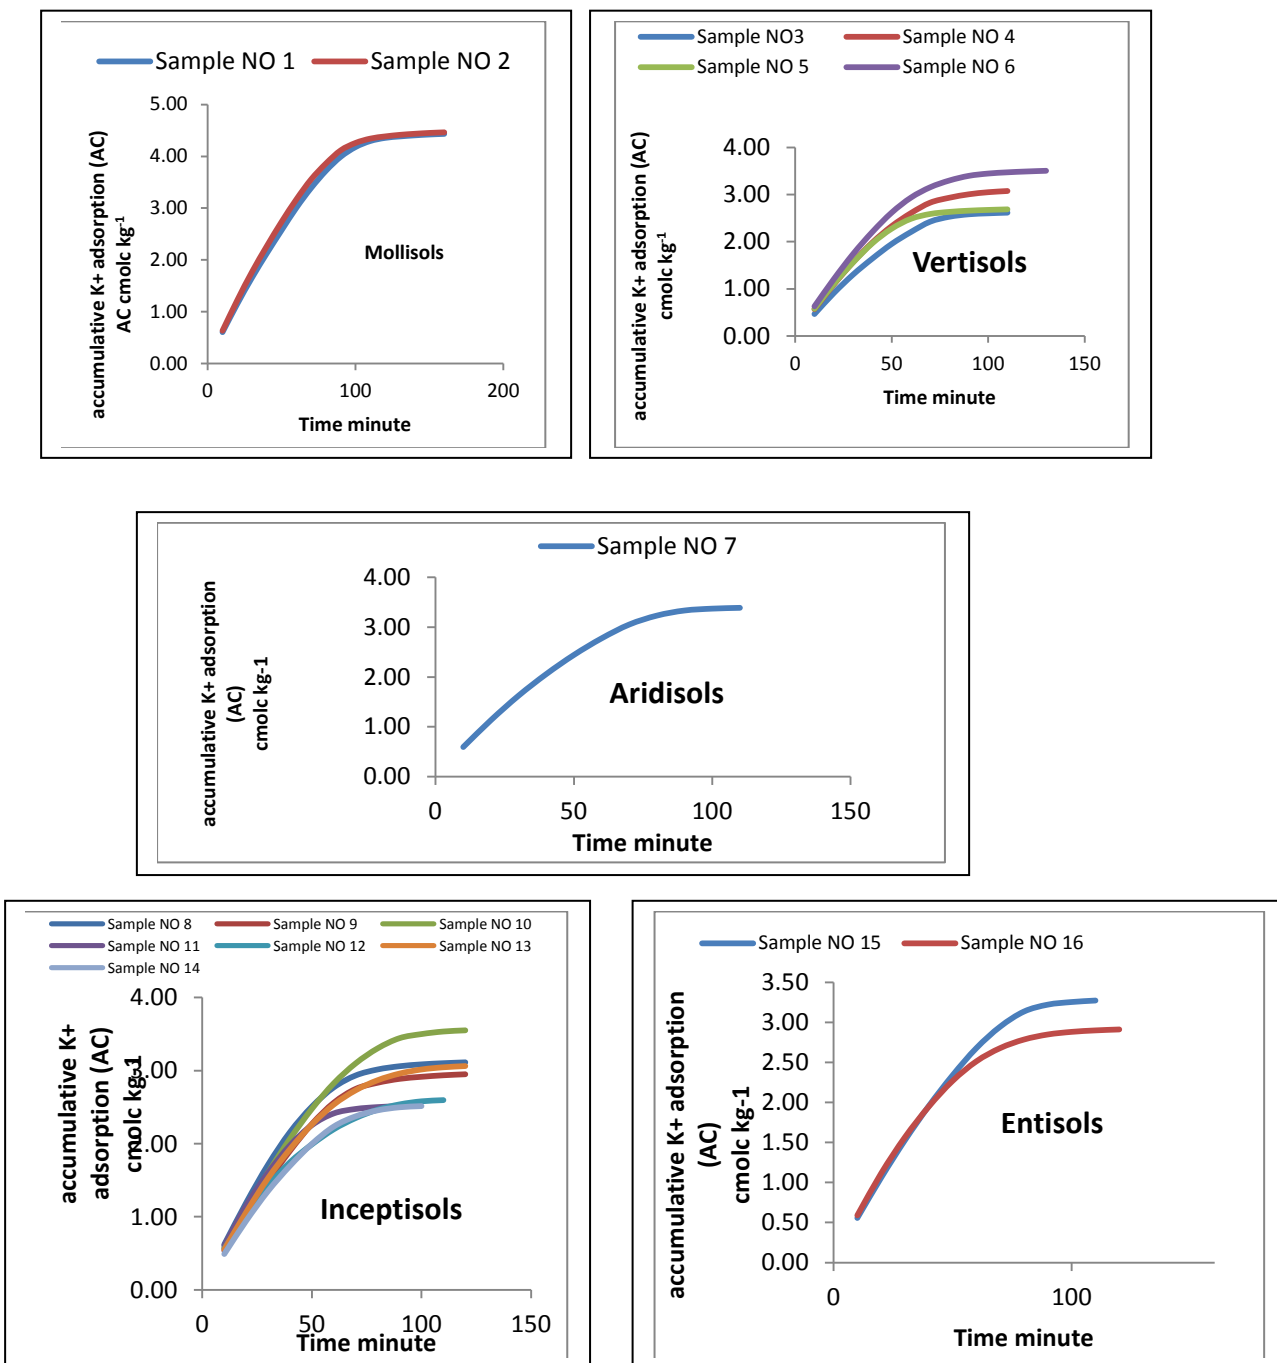 Sample NO 1 Sample NO 2
5.00
4.00
3.00
2.00
1.00
0.00
0 100 200
accumulative K+ adsorption (AC)
AC cmolc kg-1
Mollisols
Time minute
Sample NO3 Sample NO 4
Sample NO 5 Sample NO 6
4.00
3.00
2.00
1.00
0.00
0 50 100 150
accumulative K+ adsorption (AC)
cmolc kg-1
Vertisols
Time minute
Sample NO 7
4.00
3.00
2.00
1.00
0.00
0 50 100 150
accumulative K+ adsorption
(AC)
cmolc kg-1
Aridisols
Time minute
Sample NO 8 Sample NO 9 Sample NO 10
Sample NO 11 Sample NO 12 Sample NO 13
Sample NO 14
4.00
3.00
2.00
1.00
0.00
0 50 100 150
accumulative K+
adsorption (AC)
cmolc kg-1
Inceptisols
Time minute
Sample NO 15 Sample NO 16
3.50
3.00
2.50
2.00
1.50
1.00
0.50
0.00
0 100
accumulative K+ adsorption
(AC)
cmolc kg-1
Entisols
Time minute